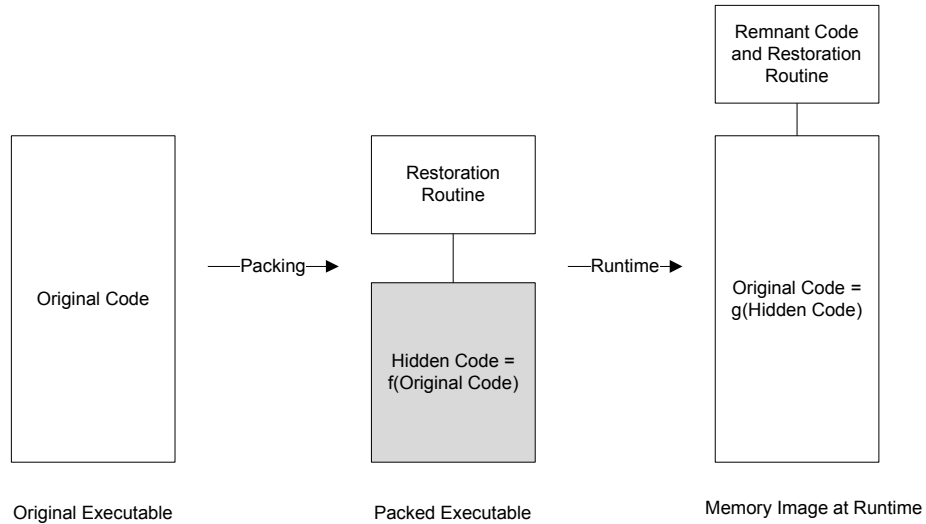 Original Code
Original Executable
Packing
Restoration
Routine
Hidden Code =
f(Original Code)
Packed Executable
Runtime
Remnant Code
and Restoration
Routine
Original Code =
g(Hidden Code)
Memory Image at Runtime